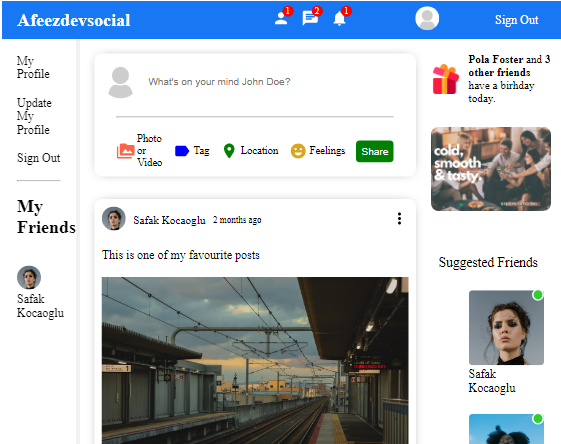 Afeezdevsocial
1
2
1
Sign Out
My
Profile
Update
My
Profile
Sign Out
My
Friends
Safak
Kocaoglu
What's on your mind John Doe?
Photo
or
Video
Tag
Location
Feelings
Share
Safak Kocaoglu 2 months ago
This is one of my favourite posts
1
Pola Foster and 3
other friends
have a birhday
today.
cold,
smooth
& tasty.
Suggested Friends
Safak
Kocaoglu